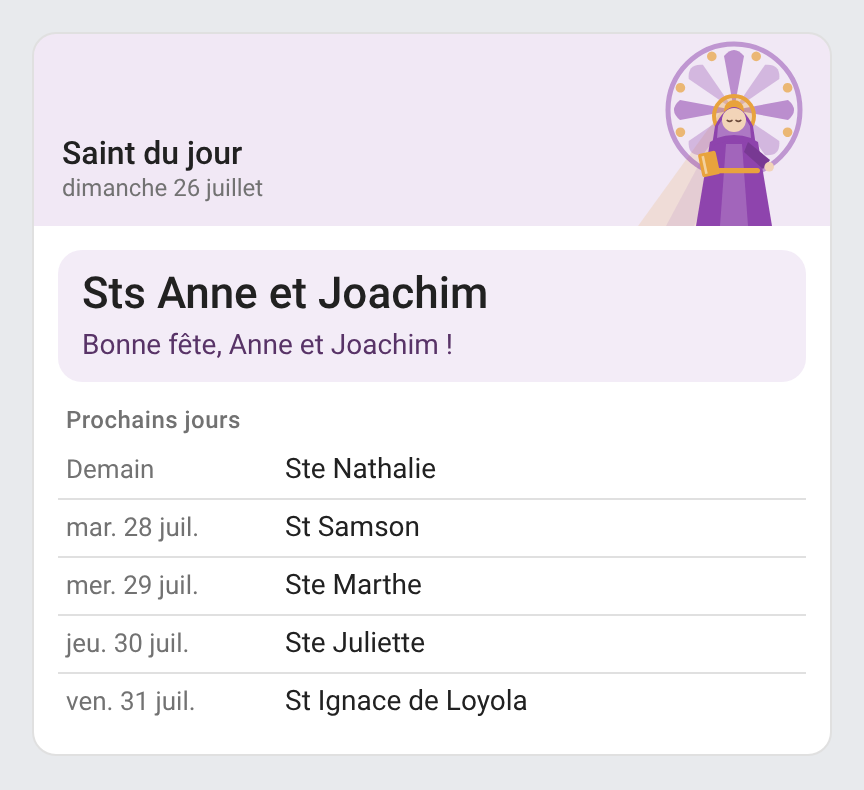 Saint du jour
dimanche 26 juillet
Sts Anne et Joachim
Bonne fête, Anne et Joachim !
Prochains jours
Demain Ste Nathalie
mar. 28 juil. St Samson
mer. 29 juil. Ste Marthe
jeu. 30 juil. Ste Juliette
ven. 31 juil. St Ignace de Loyola